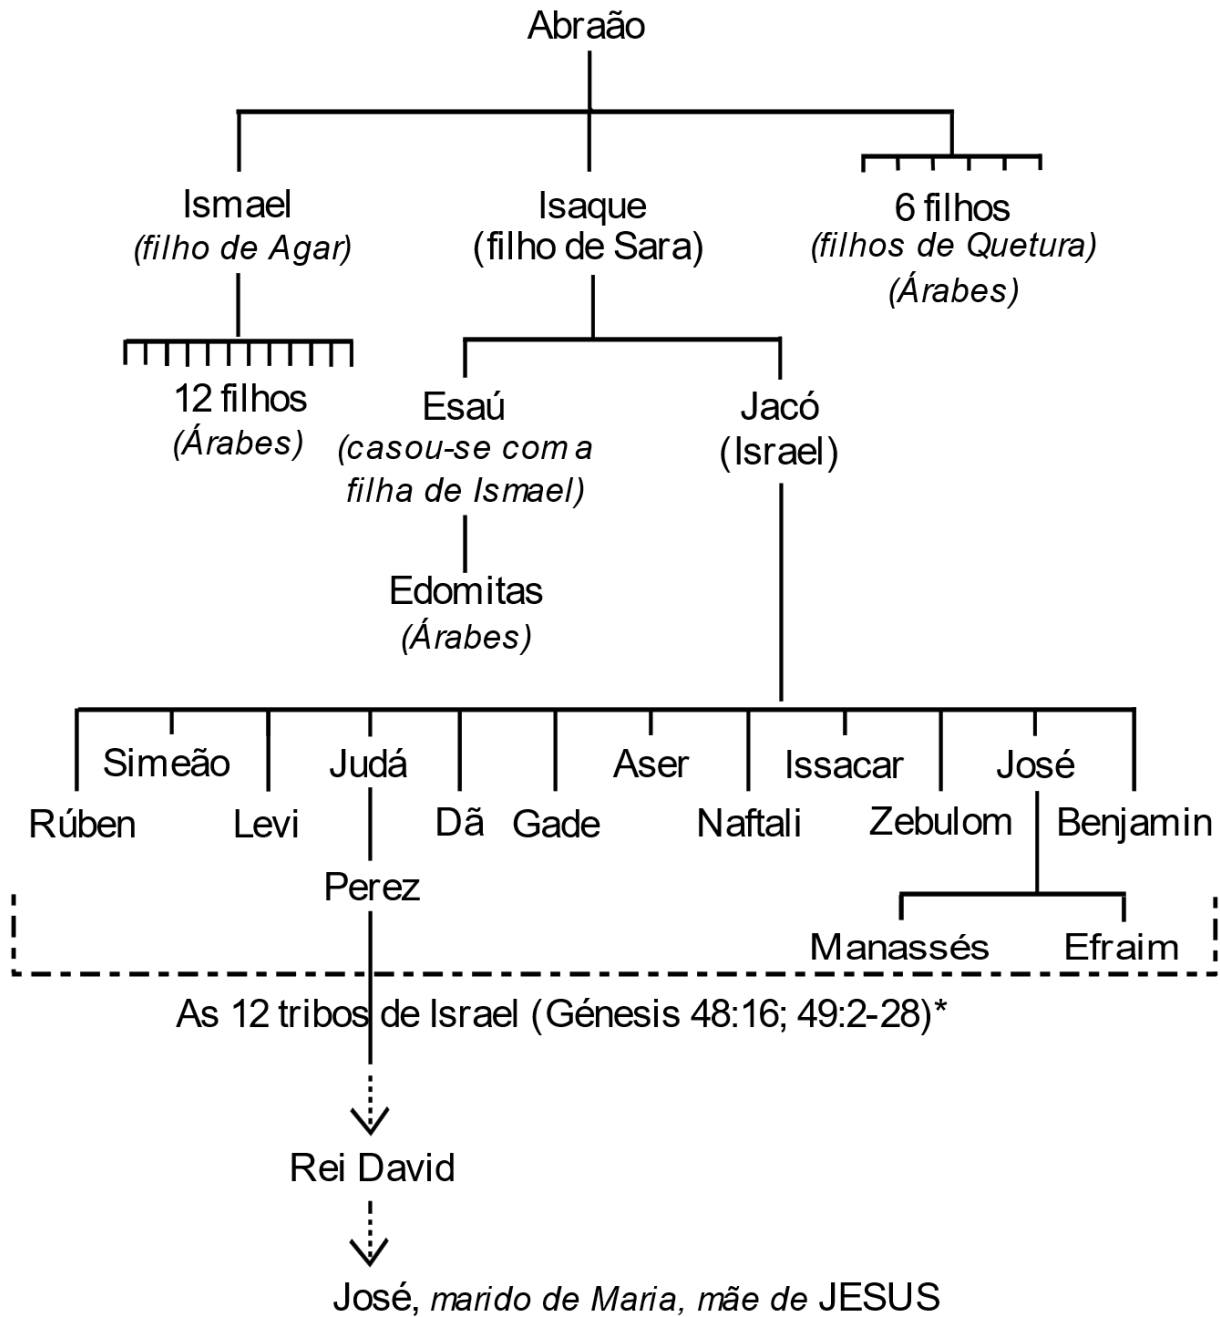 Abraão
Ismael
(filho de Agar)
Isaque
(filho de Sara)
6 filhos
(filhos de Quetura)
(Árabes)
12 filhos
(Árabes)
Esaú
(casou-se com a
filha de Ismael)
Jacó
(Israel)
Edomitas
(Árabes)
Simeão
Judá
Aser
Issacar
José
Rúben
Levi
Dã
Gade
Naftali
Zebulom
Benjamin
Perez
Manassés
Efraim
As 12 tribos de Israel (Génesis 48:16; 49:2-28)*
Rei David
José, marido de Maria, mãe de JESUS